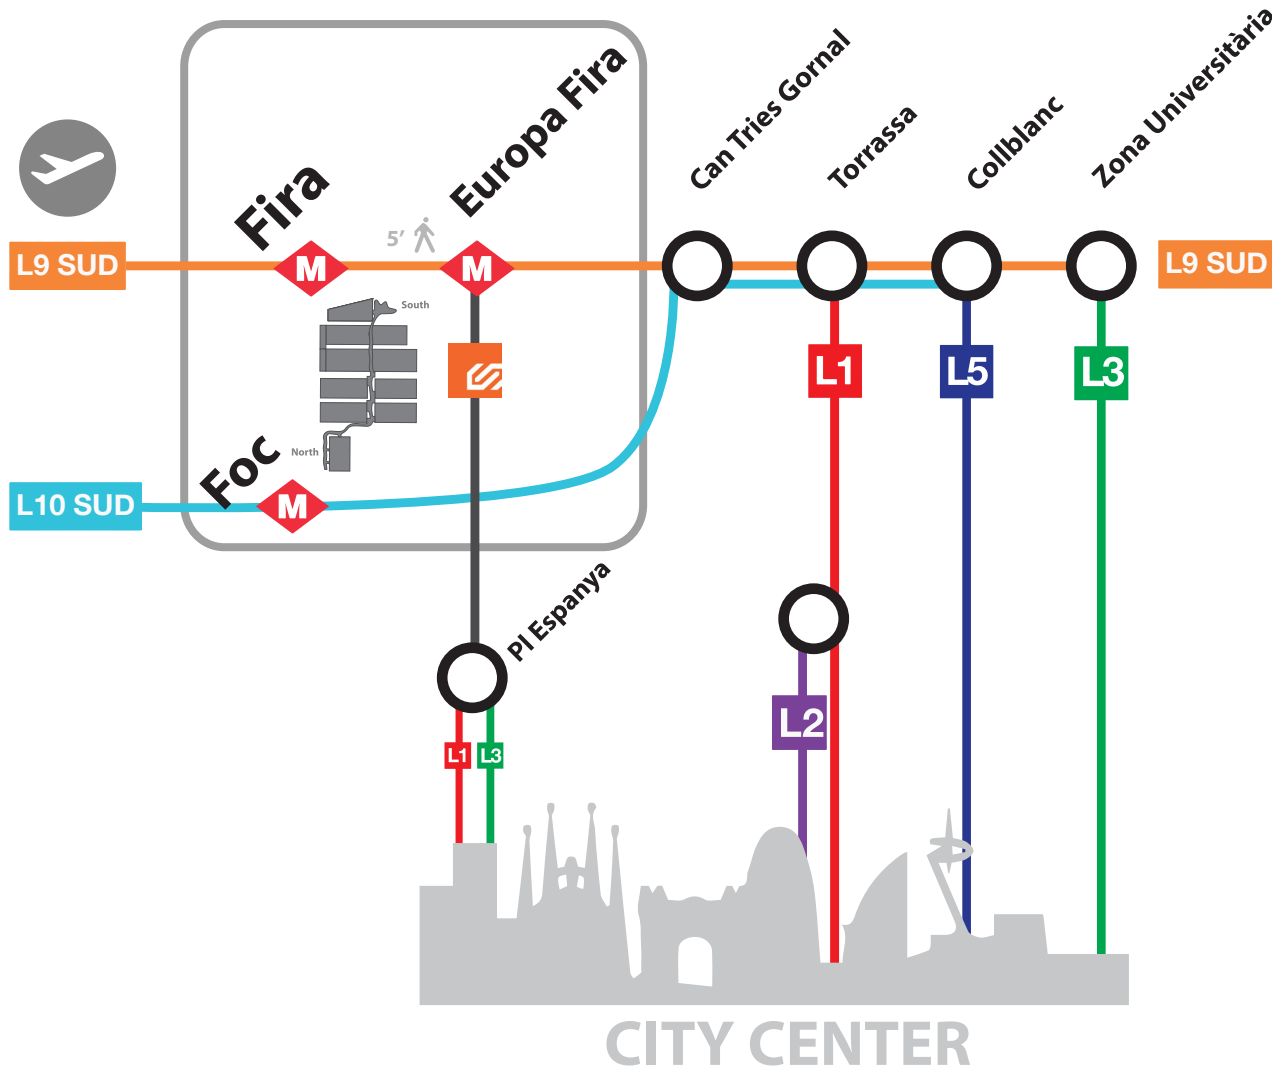 Fira
Europa Fira
Can Tries Gornal
Torrassa
Collblanc
Zona Universitària
5'
L9 SUD
M
M
L9 SUD
South
L1
L5
L3
North
Foc
L10 SUD
M
Pl Espanya
L2
L1
L3
CITY CENTER